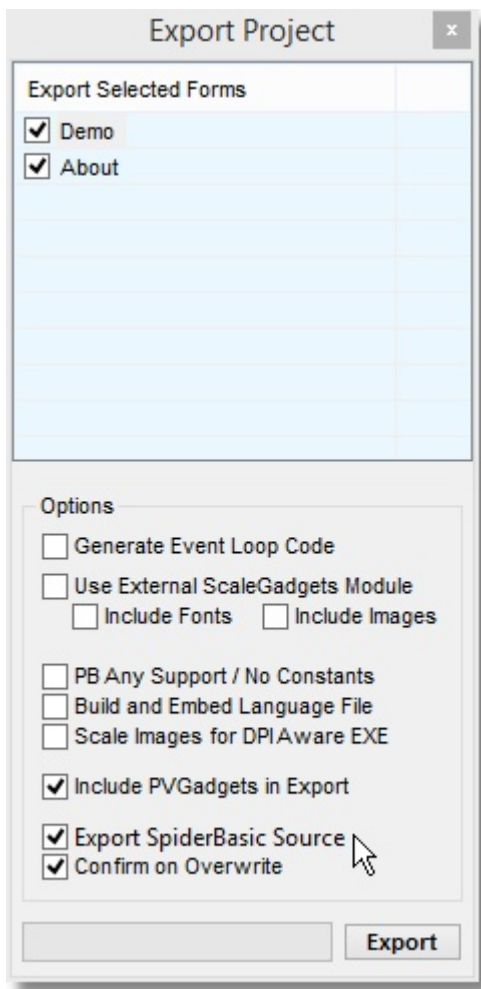 Export Project
x
Export Selected Forms
Demo
About
Options
Generate Event Loop Code
Use External ScaleGadgets Module
Include Fonts Include Images
PB Any Support / No Constants
Build and Embed Language File
Scale Images for DPI Aware EXE
Include PVGadgets in Export
Export SpiderBasic Source
Confirm on Overwrite
Export